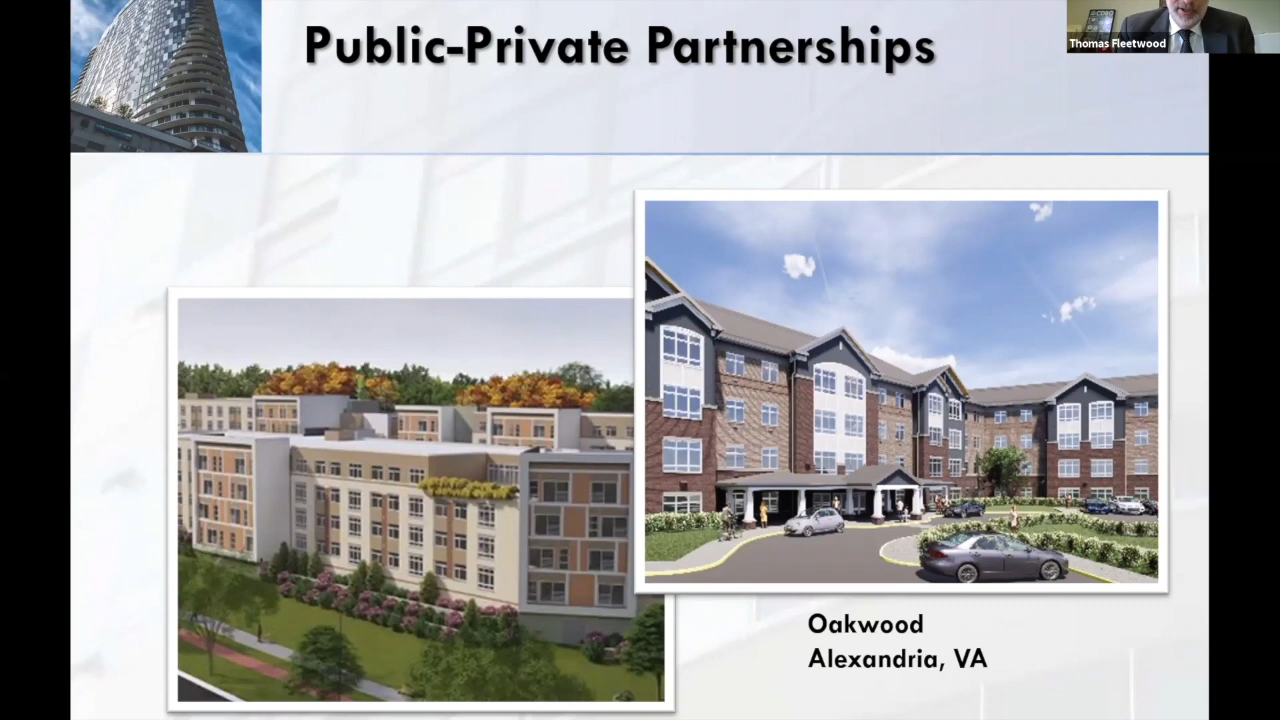 Public-Private Partnerships
Thomas Fleetwood
Oakwood
Alexandria, VA